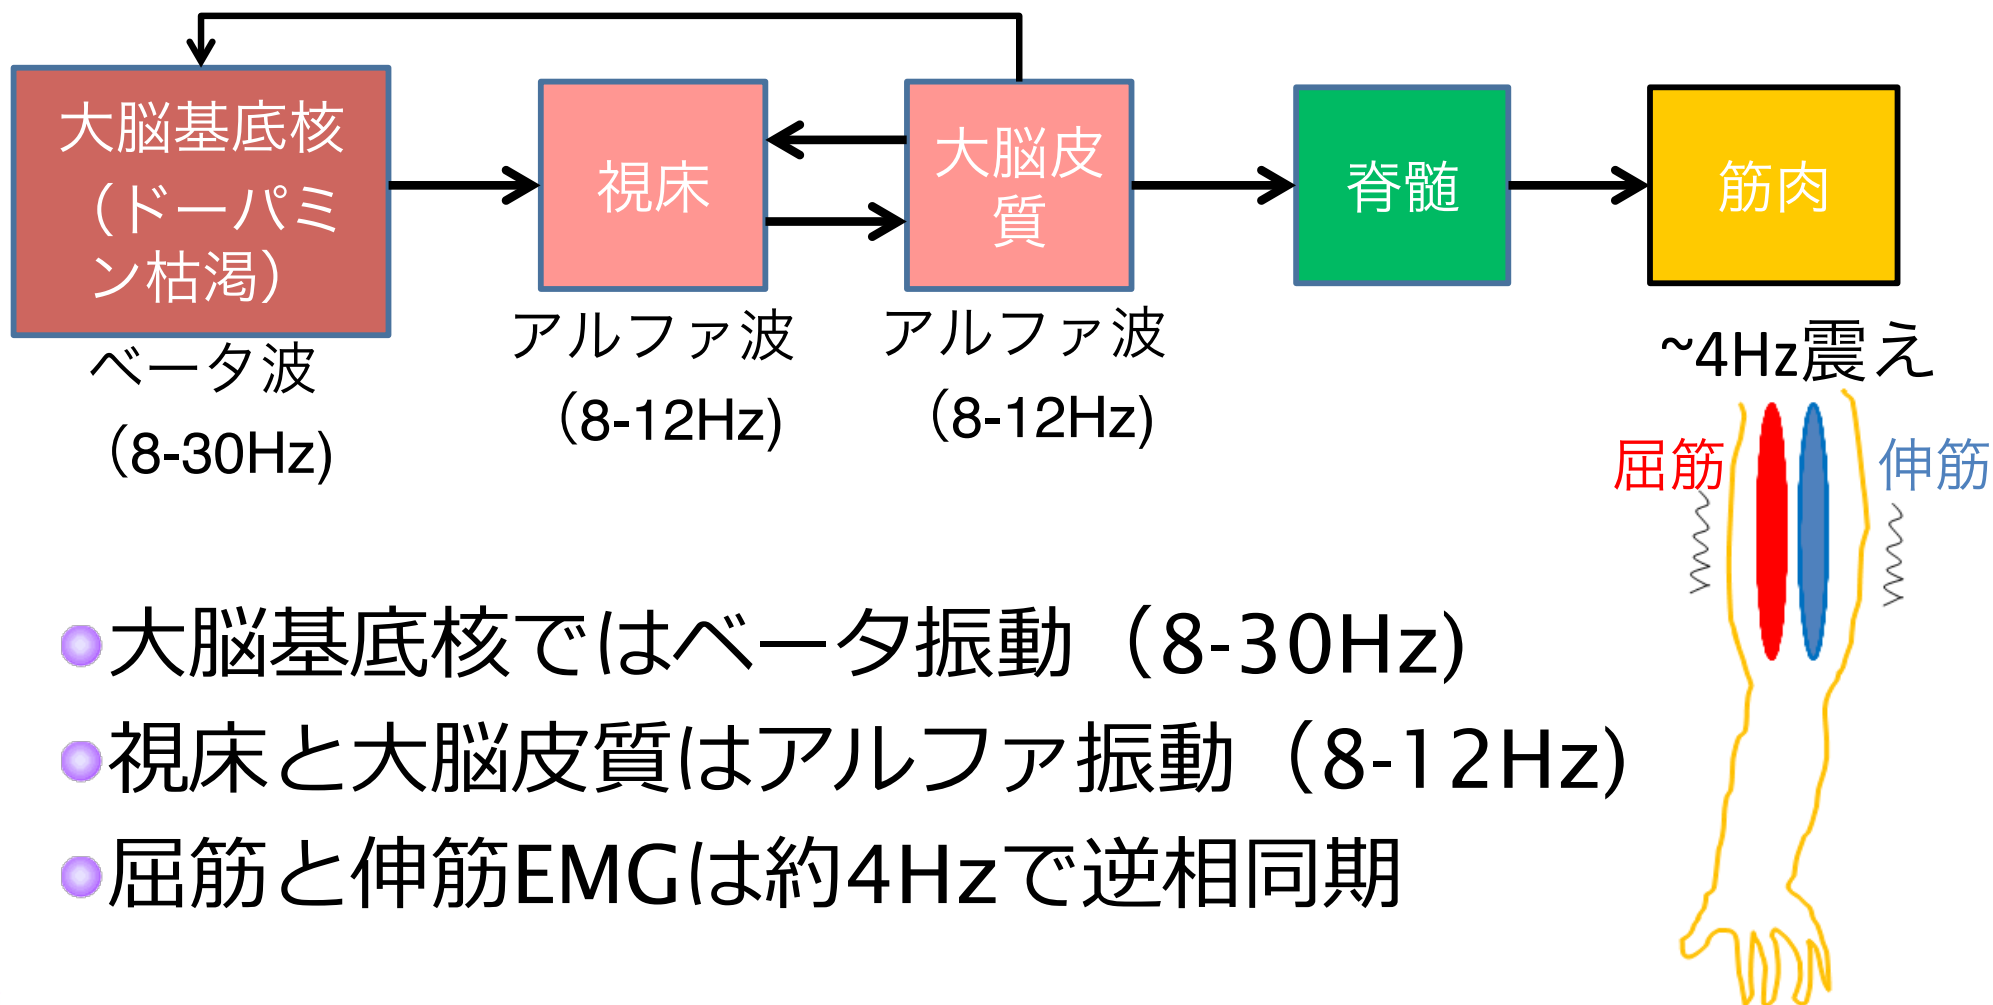 大脳基底核
（ドーパミ
ン枯渇）
視床
大脳皮
質
脊髄
筋肉
ベータ波
（8-30Hz)
アルファ波
（8-12Hz)
アルファ波
（8-12Hz)
~4Hz震え
屈筋
伸筋
大脳基底核ではベータ振動（8-30Hz)
視床と大脳皮質はアルファ振動（8-12Hz)
屈筋と伸筋EMGは約4Hzで逆相同期